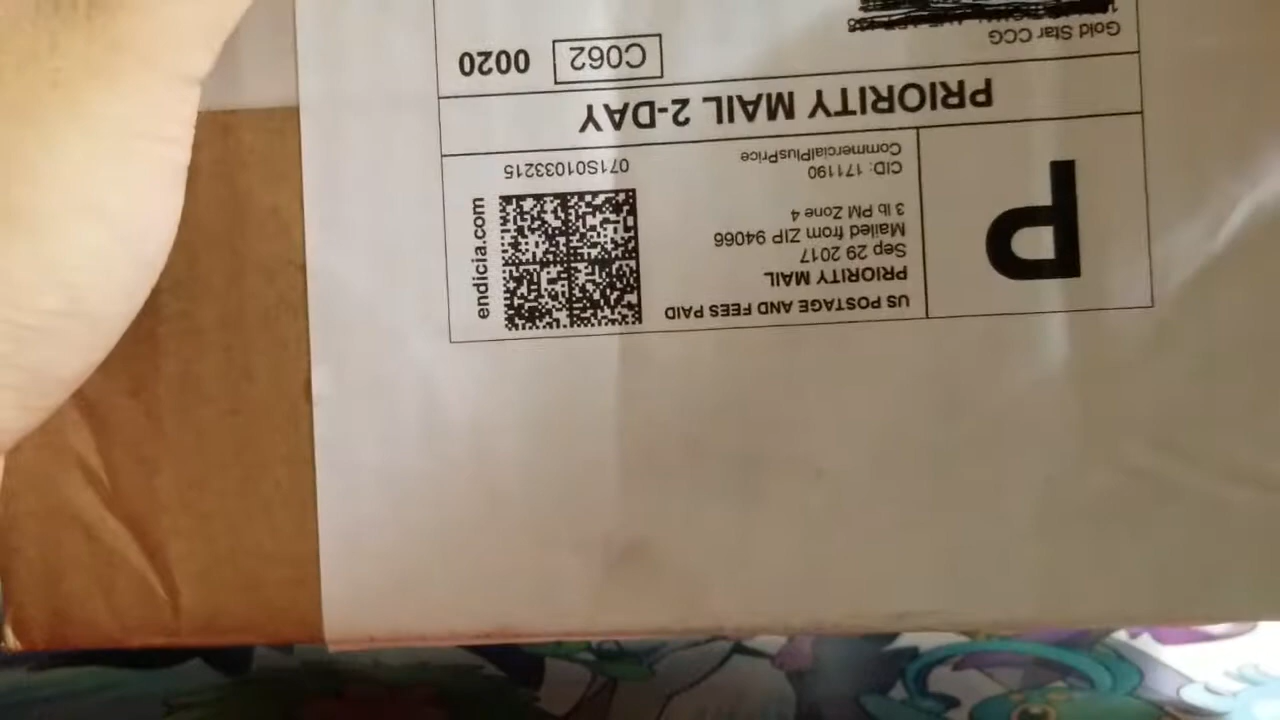 P
US POSTAGE AND FEES PAID
PRIORITY MAIL
Sep 29 2017
Mailed from ZIP 94066
3 lb PM Zone 4
CID: 171190
CommercialPlusPrice
endicia.com
071S01033215
PRIORITY MAIL 2-DAY
Gold Star CCG
C062
0020